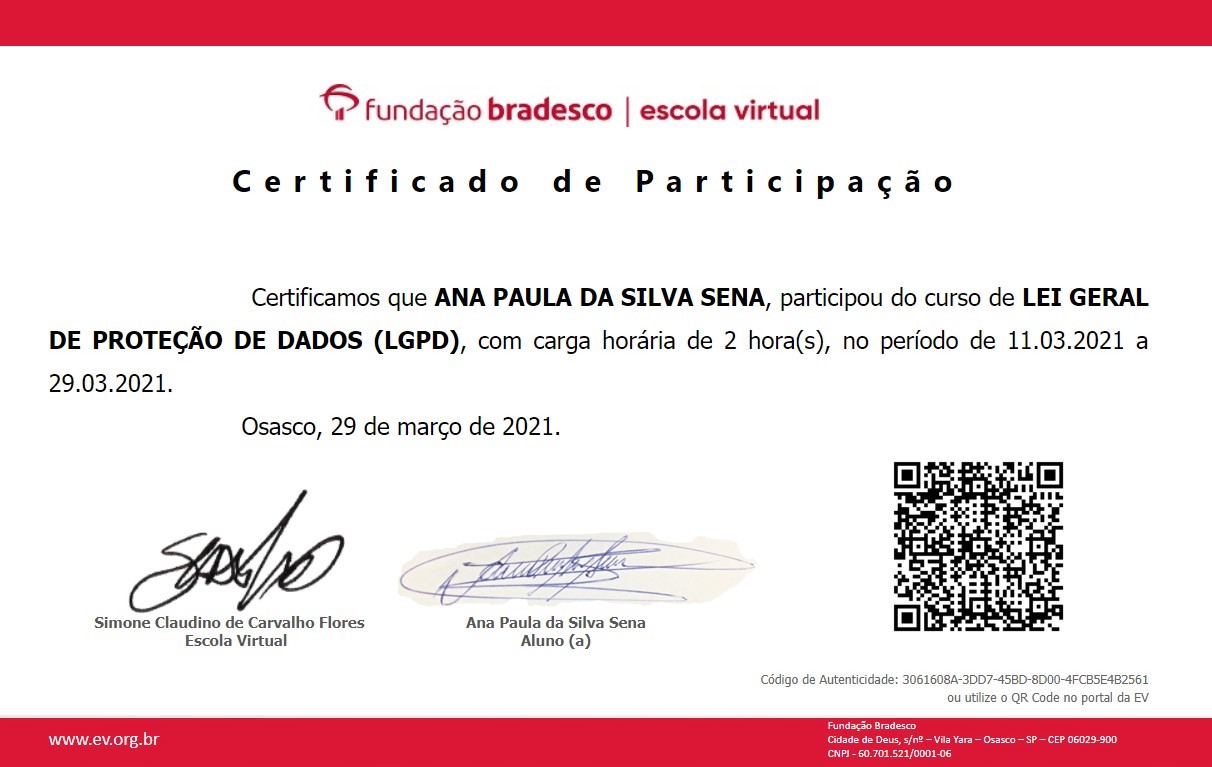 fundação bradesco | escola virtual
Certificado de Participação
Certificamos que ANA PAULA DA SILVA SENA, participou do curso de LEI GERAL
DE PROTEÇÃO DE DADOS (LGPD), com carga horária de 2 hora(s), no período de 11.03.2021 a
29.03.2021.
Osasco, 29 de março de 2021.
Simone Claudino de Carvalho Flores
Escola Virtual
Ana Paula da Silva Sena
Aluno (a)
Código de Autenticidade: 3061608A-3DD7-45BD-8D00-4FCB5E4B2561
ou utilize o QR Code no portal da EV
www.ev.org.br
Fundação Bradesco
Cidade de Deus, s/nº – Vila Yara – Osasco – SP – CEP 06029-900
CNPJ - 60.701.521/0001-06